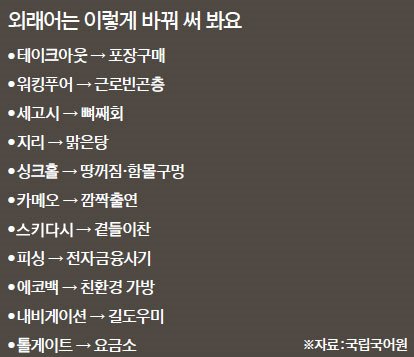 외래어는 이렇게 바꿔 써 봐요
●테이크아웃 → 포장구매
●워킹푸어 → 근로빈곤층
●세고시 → 뼈째회
●지리 → 맑은탕
●싱크홀 → 땅꺼짐·함몰구멍
●카메오 → 깜짝출연
●스키다시 → 곁들이찬
●피싱 → 전자금융사기
●에코백 → 친환경 가방
●내비게이션 → 길도우미
●톨게이트 → 요금소 ※자료:국립국어원